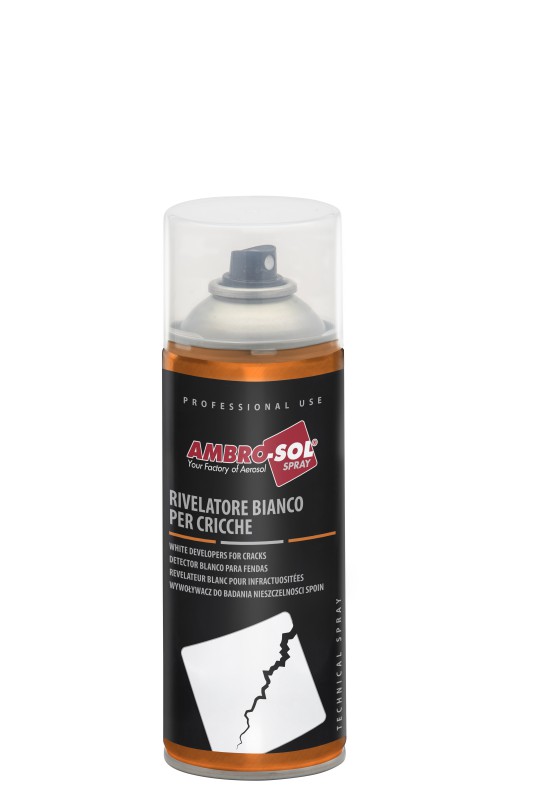 PROFESSIONAL USE
AMBRO-SOL®
Your Factory of Aerosol SPRAY
RIVELATORE BIANCO
PER CRICCHE
WHITE DEVELOPERS FOR CRACKS
DETECTOR BLANCO PARA FENDAS
REVELATEUR BLANC POUR INFRACTUOSITÉES
WYWOŁYWACZ DO BADANIA NIESZCZELNOSCI SPOIN
TECHNICAL SPRAY